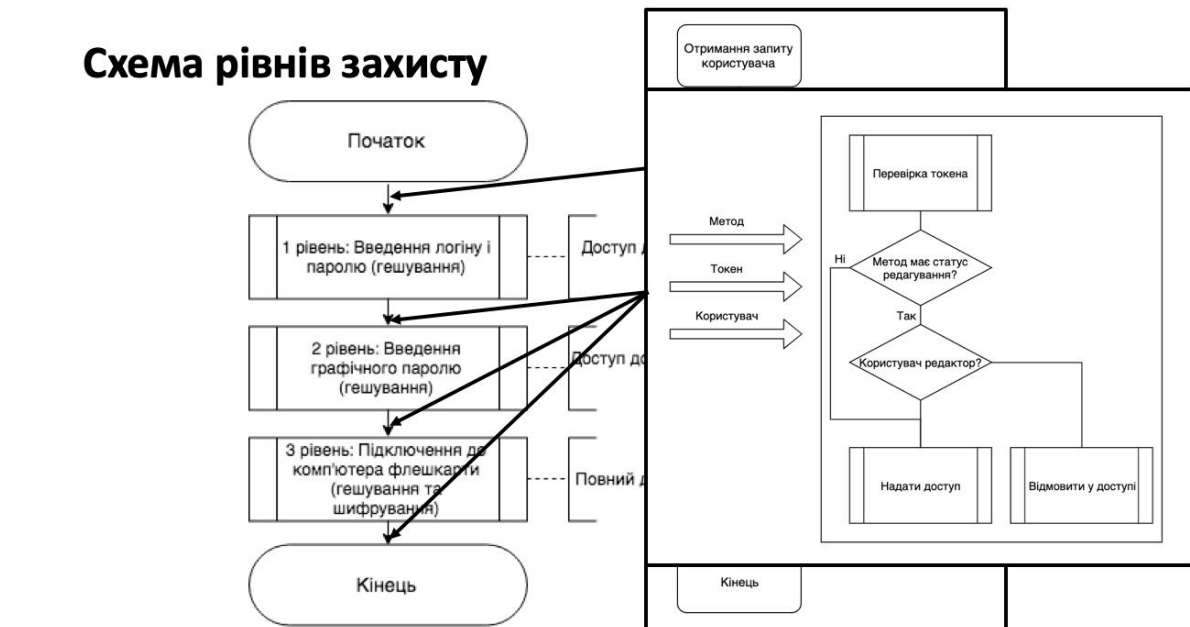 Схема рівнів захисту
Початок
1 рівень: Введення логіну і
паролю (гешування)
Доступ
2 рівень: Введення
графічного паролю
(гешування)
Доступ до
3 рівень: Підключення до
комп'ютера флешкарти
(гешування та
шифрування)
Повний
Кінець
Отримання запиту
користувача
Метод
Токен
Користувач
Перевірка токена
Ні
Метод має статус
редагування?
Так
Користувач редактор?
Надати доступ
Відмовити у доступі
Кінець